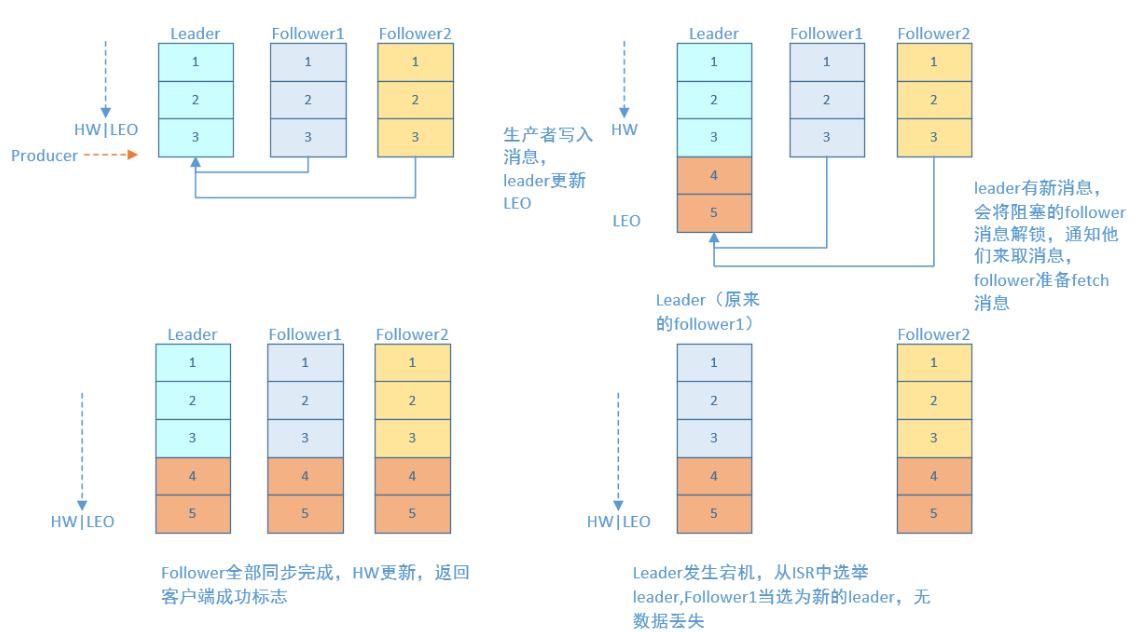 Leader
Follower1
Follower2
1
1
1
2
2
2
HW|LEO
3
3
3
Producer
生产者写入
消息，
leader更新
LEO
Leader
Follower1
Follower2
1
1
1
2
2
2
HW
3
3
3
4
LEO
5
leader有新消息，
会将阻塞的follower
消息解锁，通知他
们来取消息，
follower准备fetch
消息
Leader
Follower1
Follower2
1
1
1
2
2
2
3
3
3
4
4
4
HW|LEO
5
5
5
Follower全部同步完成，HW更新，返回
客户端成功标志
Leader（原来
的follower1）
Follower2
1
1
2
2
3
3
4
4
HW|LEO
5
5
Leader发生宕机，从ISR中选举
leader,Follower1当选为新的leader，无
数据丢失